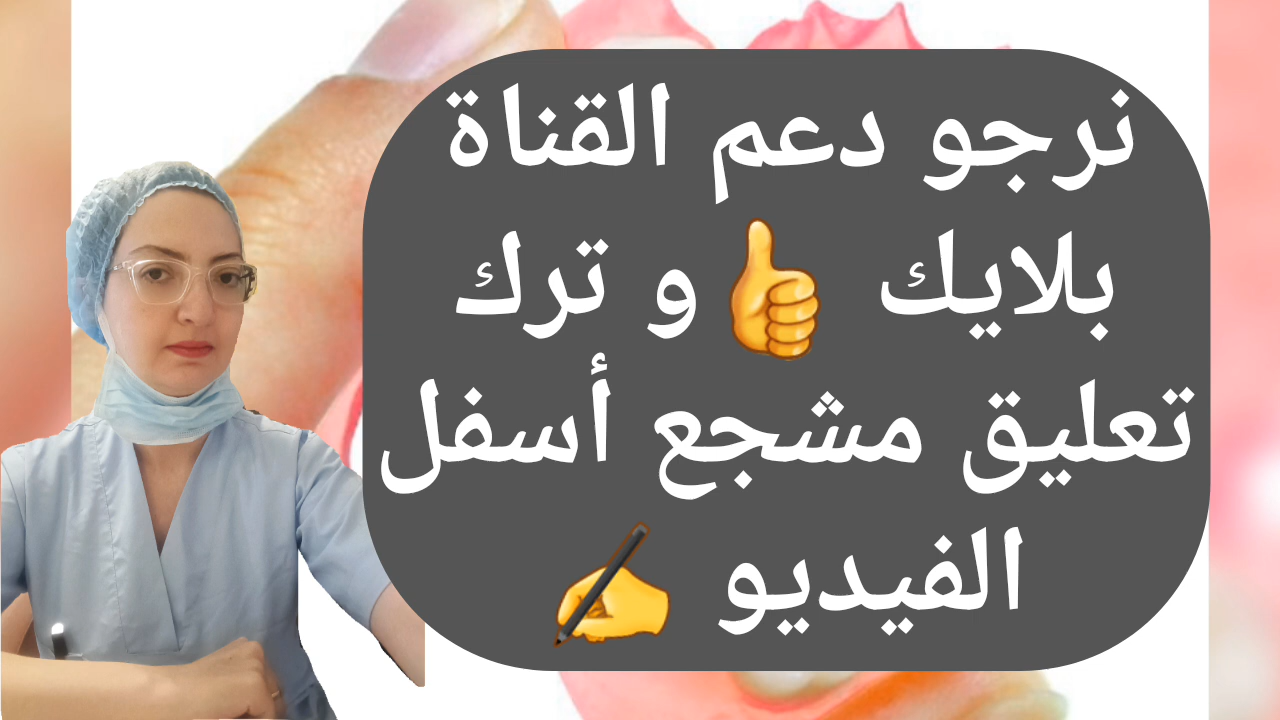 نرجو دعم القناة
بلايك 👍و ترك
تعليق مشجع أسفل
الفيديو ✍